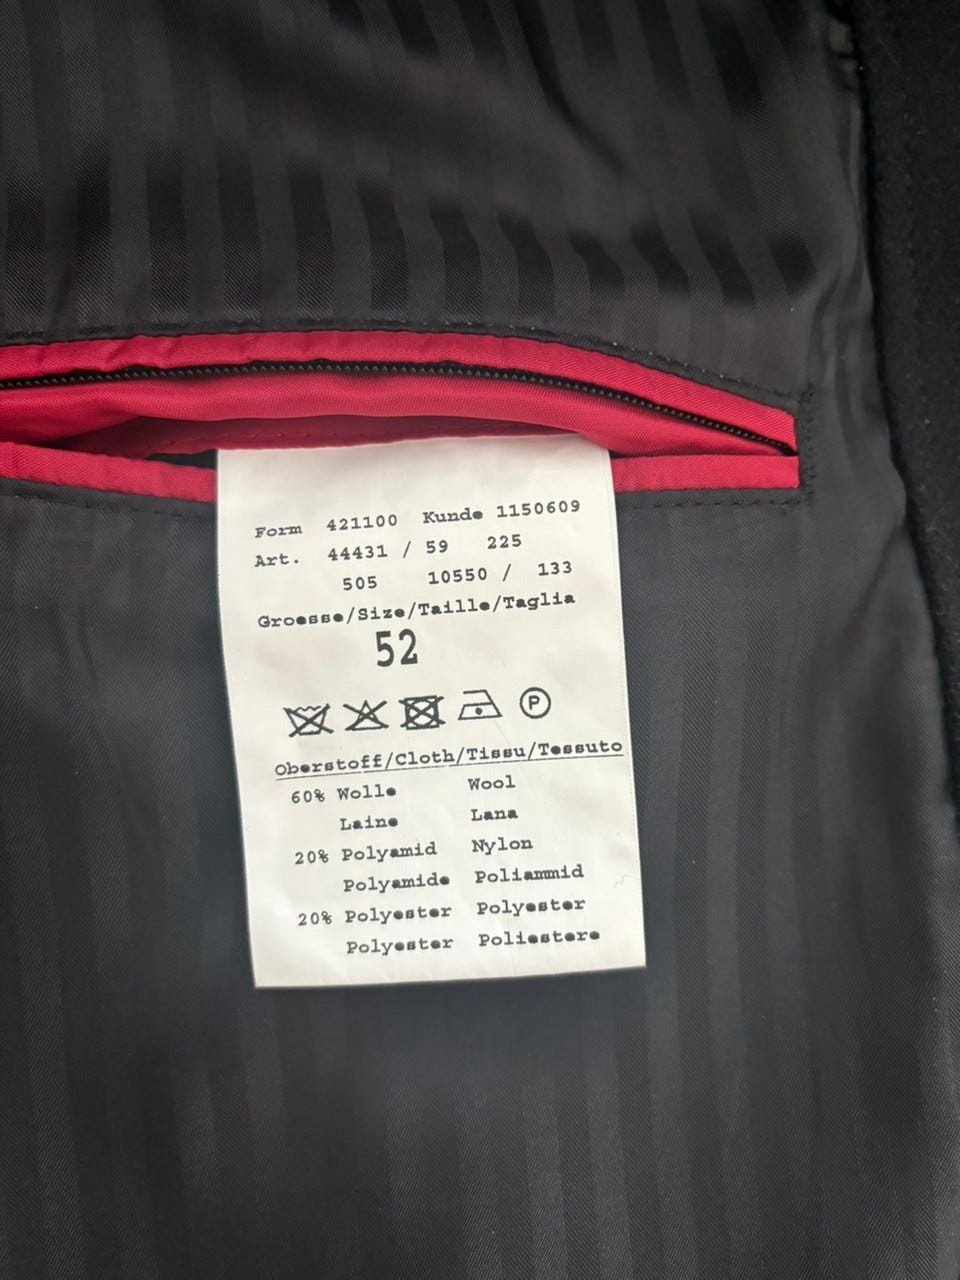 Form 421100 Kunde 1150609
Art. 44431 / 59 225
505 10550 / 133
Groesse/Size/Taille/Taglia
52
P
Oberstoff/Cloth/Tissu/Tessuto
60% Wolle Wool
Laine Lana
20% Polyamid Nylon
Polyamide Poliammid
20% Polyester Polyester
Polyester Poliestere